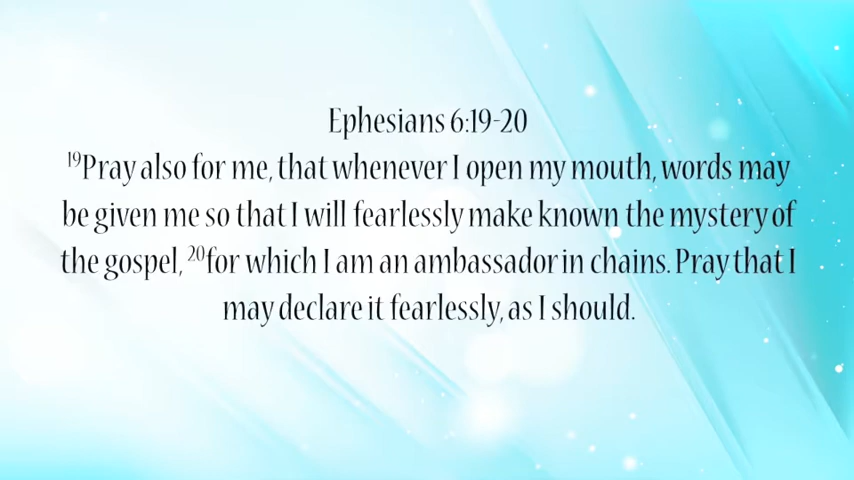 Ephesians 6:19-20
¹⁹Pray also for me, that whenever I open my mouth, words may
be given me so that I will fearlessly make known the mystery of
the gospel, ²⁰for which I am an ambassador in chains. Pray that I
may declare it fearlessly, as I should.